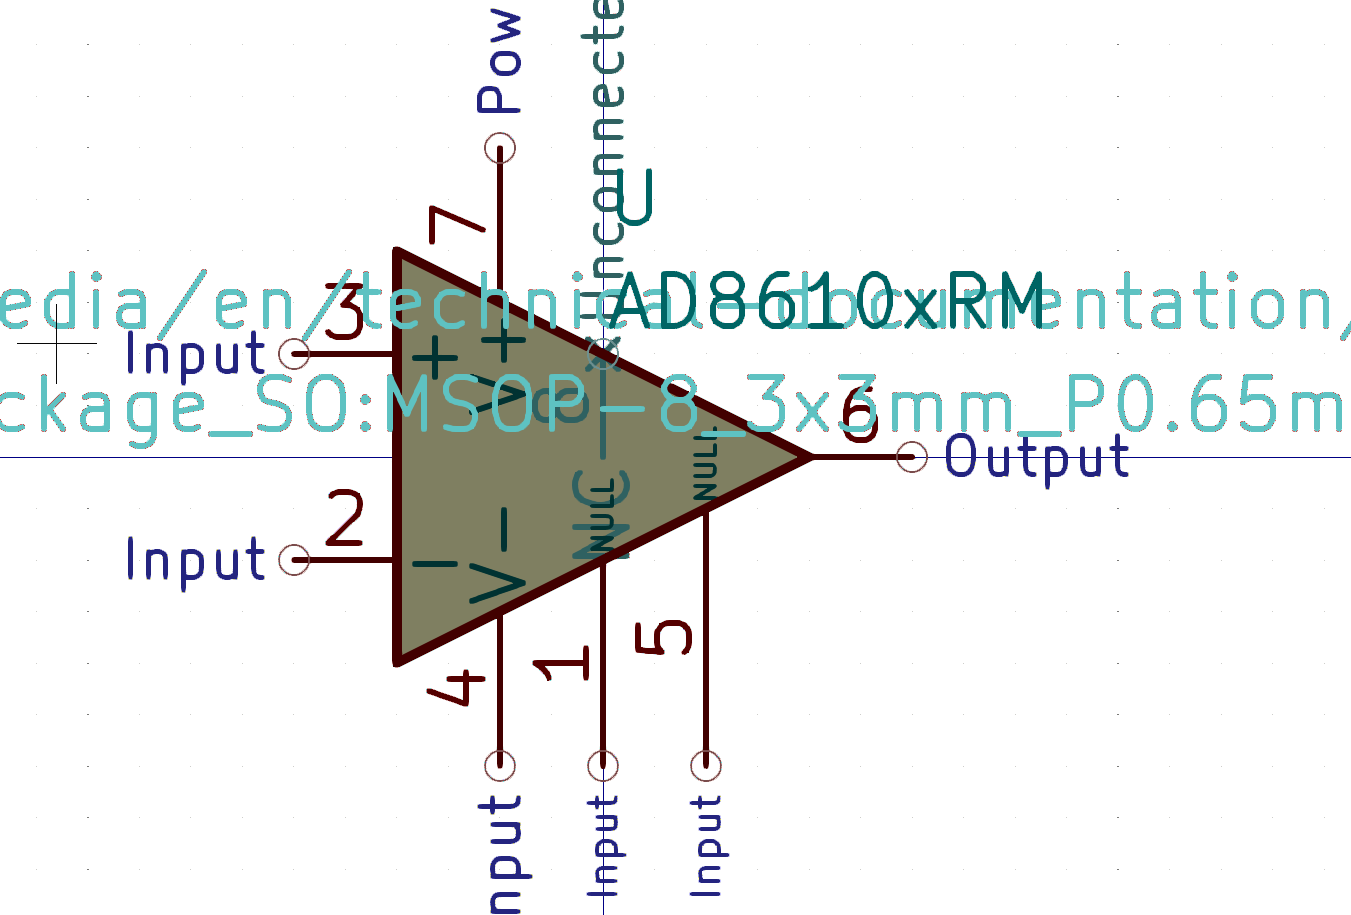 Pow
Unconnecte
U
7
edia/en/technical-documentation/
AD8610xRM
3
Input
+
V+
ckage_SO:MSOP-8_3x3mm_P0.65m
8
6
Output
NULL
NC
NULL
2
Input
−
V-
5
1
4
nput
Input
Input